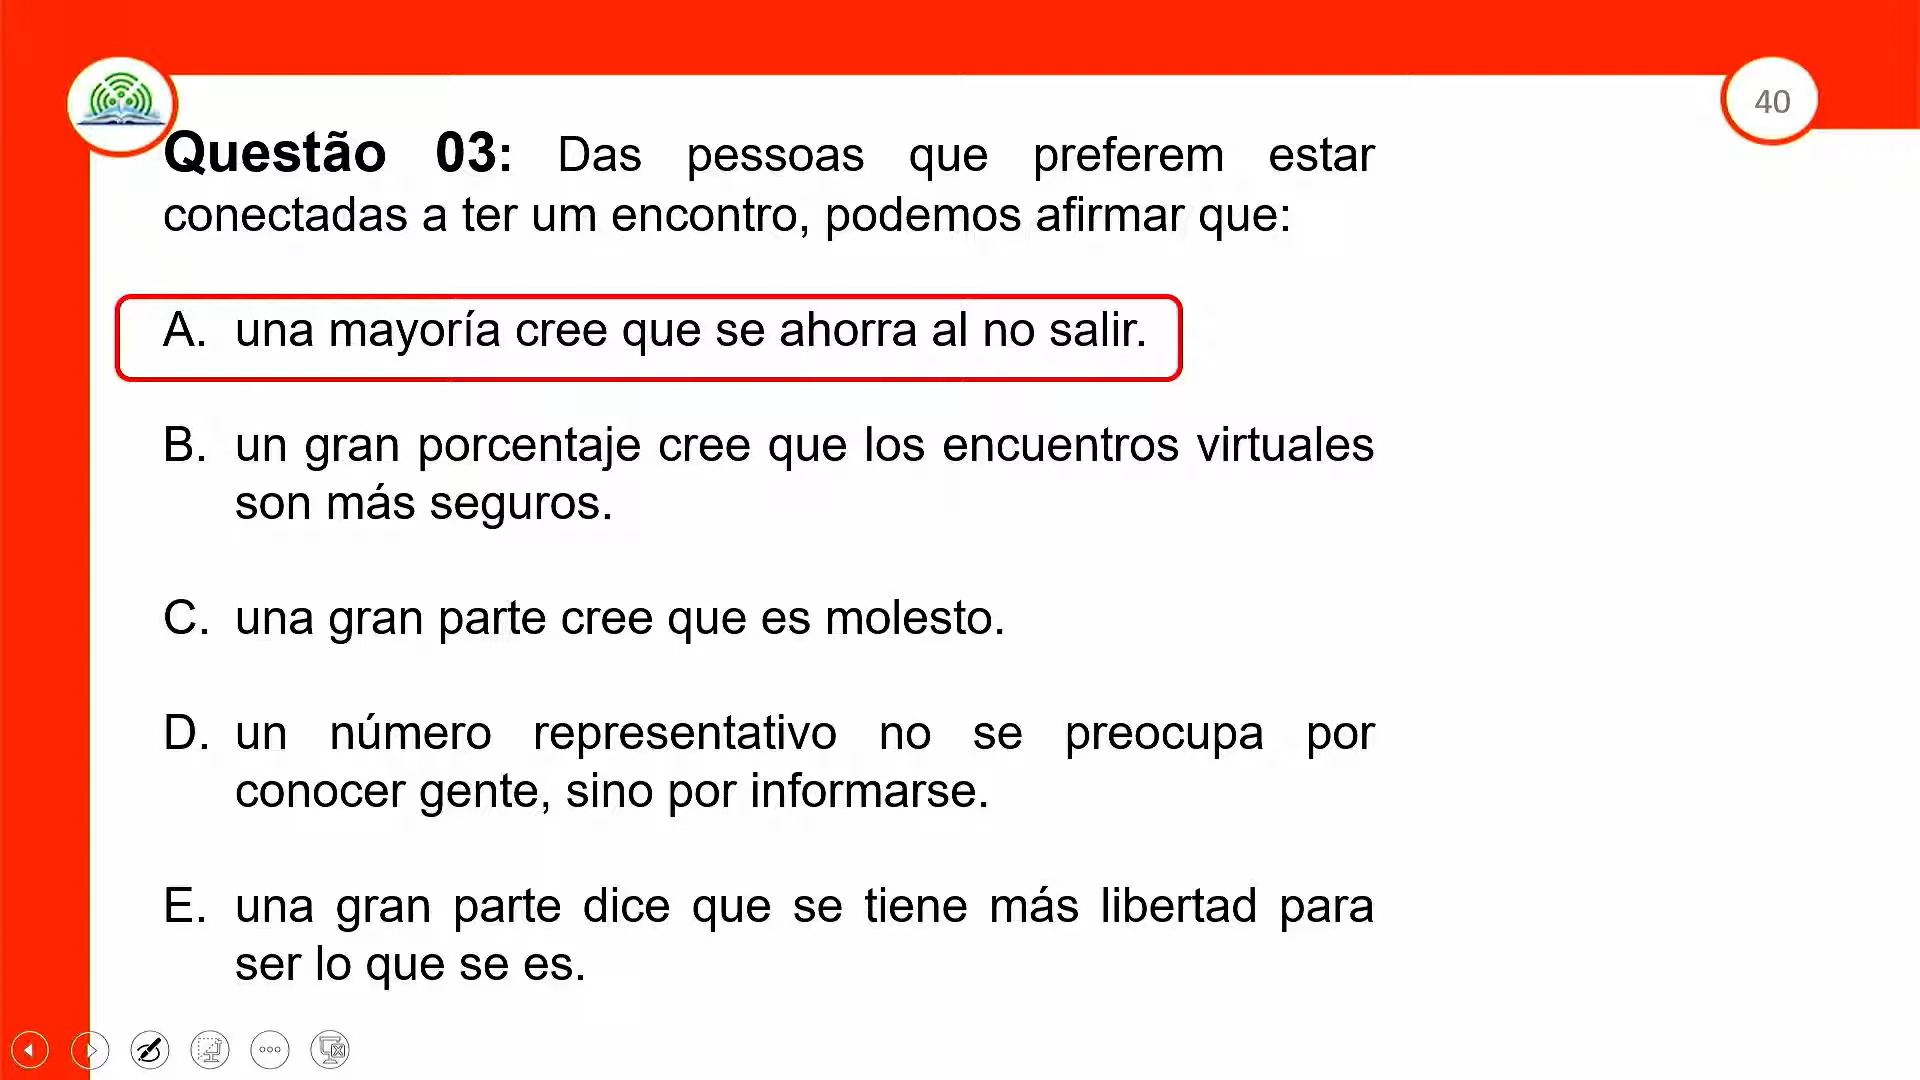 40
Questão 03: Das pessoas que preferem estar
conectadas a ter um encontro, podemos afirmar que:
A. una mayoría cree que se ahorra al no salir.
B. un gran porcentaje cree que los encuentros virtuales
son más seguros.
C. una gran parte cree que es molesto.
D. un número representativo no se preocupa por
conocer gente, sino por informarse.
E. una gran parte dice que se tiene más libertad para
ser lo que se es.